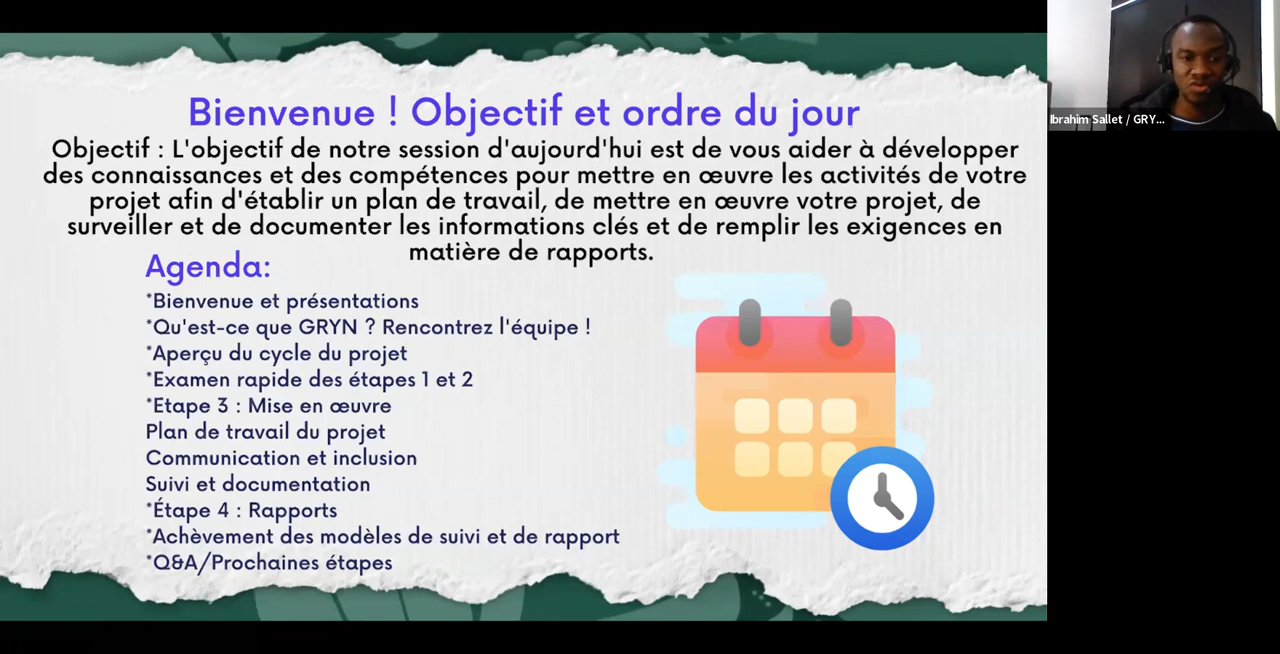 Bienvenue ! Objectif et ordre du jour
Objectif : L'objectif de notre session d'aujourd'hui est de vous aider à développer
des connaissances et des compétences pour mettre en œuvre les activités de votre
projet afin d'établir un plan de travail, de mettre en œuvre votre projet, de
surveiller et de documenter les informations clés et de remplir les exigences en
matière de rapports.
Agenda:
*Bienvenue et présentations
*Qu'est-ce que GRYN ? Rencontrez l'équipe !
*Aperçu du cycle du projet
*Examen rapide des étapes 1 et 2
*Etape 3 : Mise en œuvre
Plan de travail du projet
Communication et inclusion
Suivi et documentation
*Étape 4 : Rapports
*Achèvement des modèles de suivi et de rapport
*Q&A/Prochaines étapes
Ibrahim Sallet / GRY...